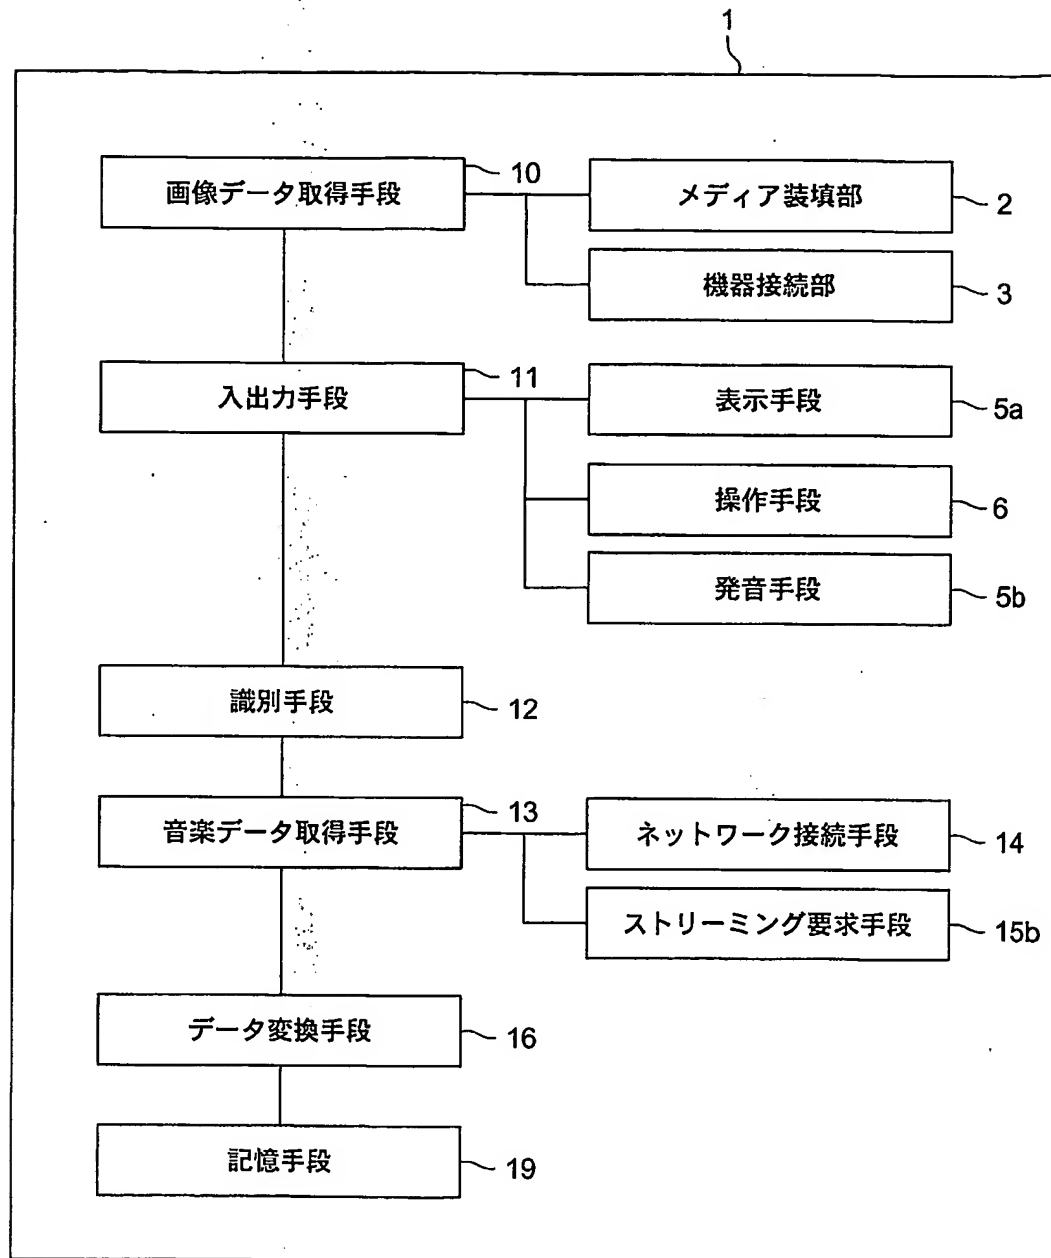 1
画像データ取得手段
10
メディア装填部
2
機器接続部
3
入出力手段
11
表示手段
5a
操作手段
6
発音手段
5b
識別手段
12
音楽データ取得手段
13
ネットワーク接続手段
14
ストリーミング要求手段
15b
データ変換手段
16
記憶手段
19